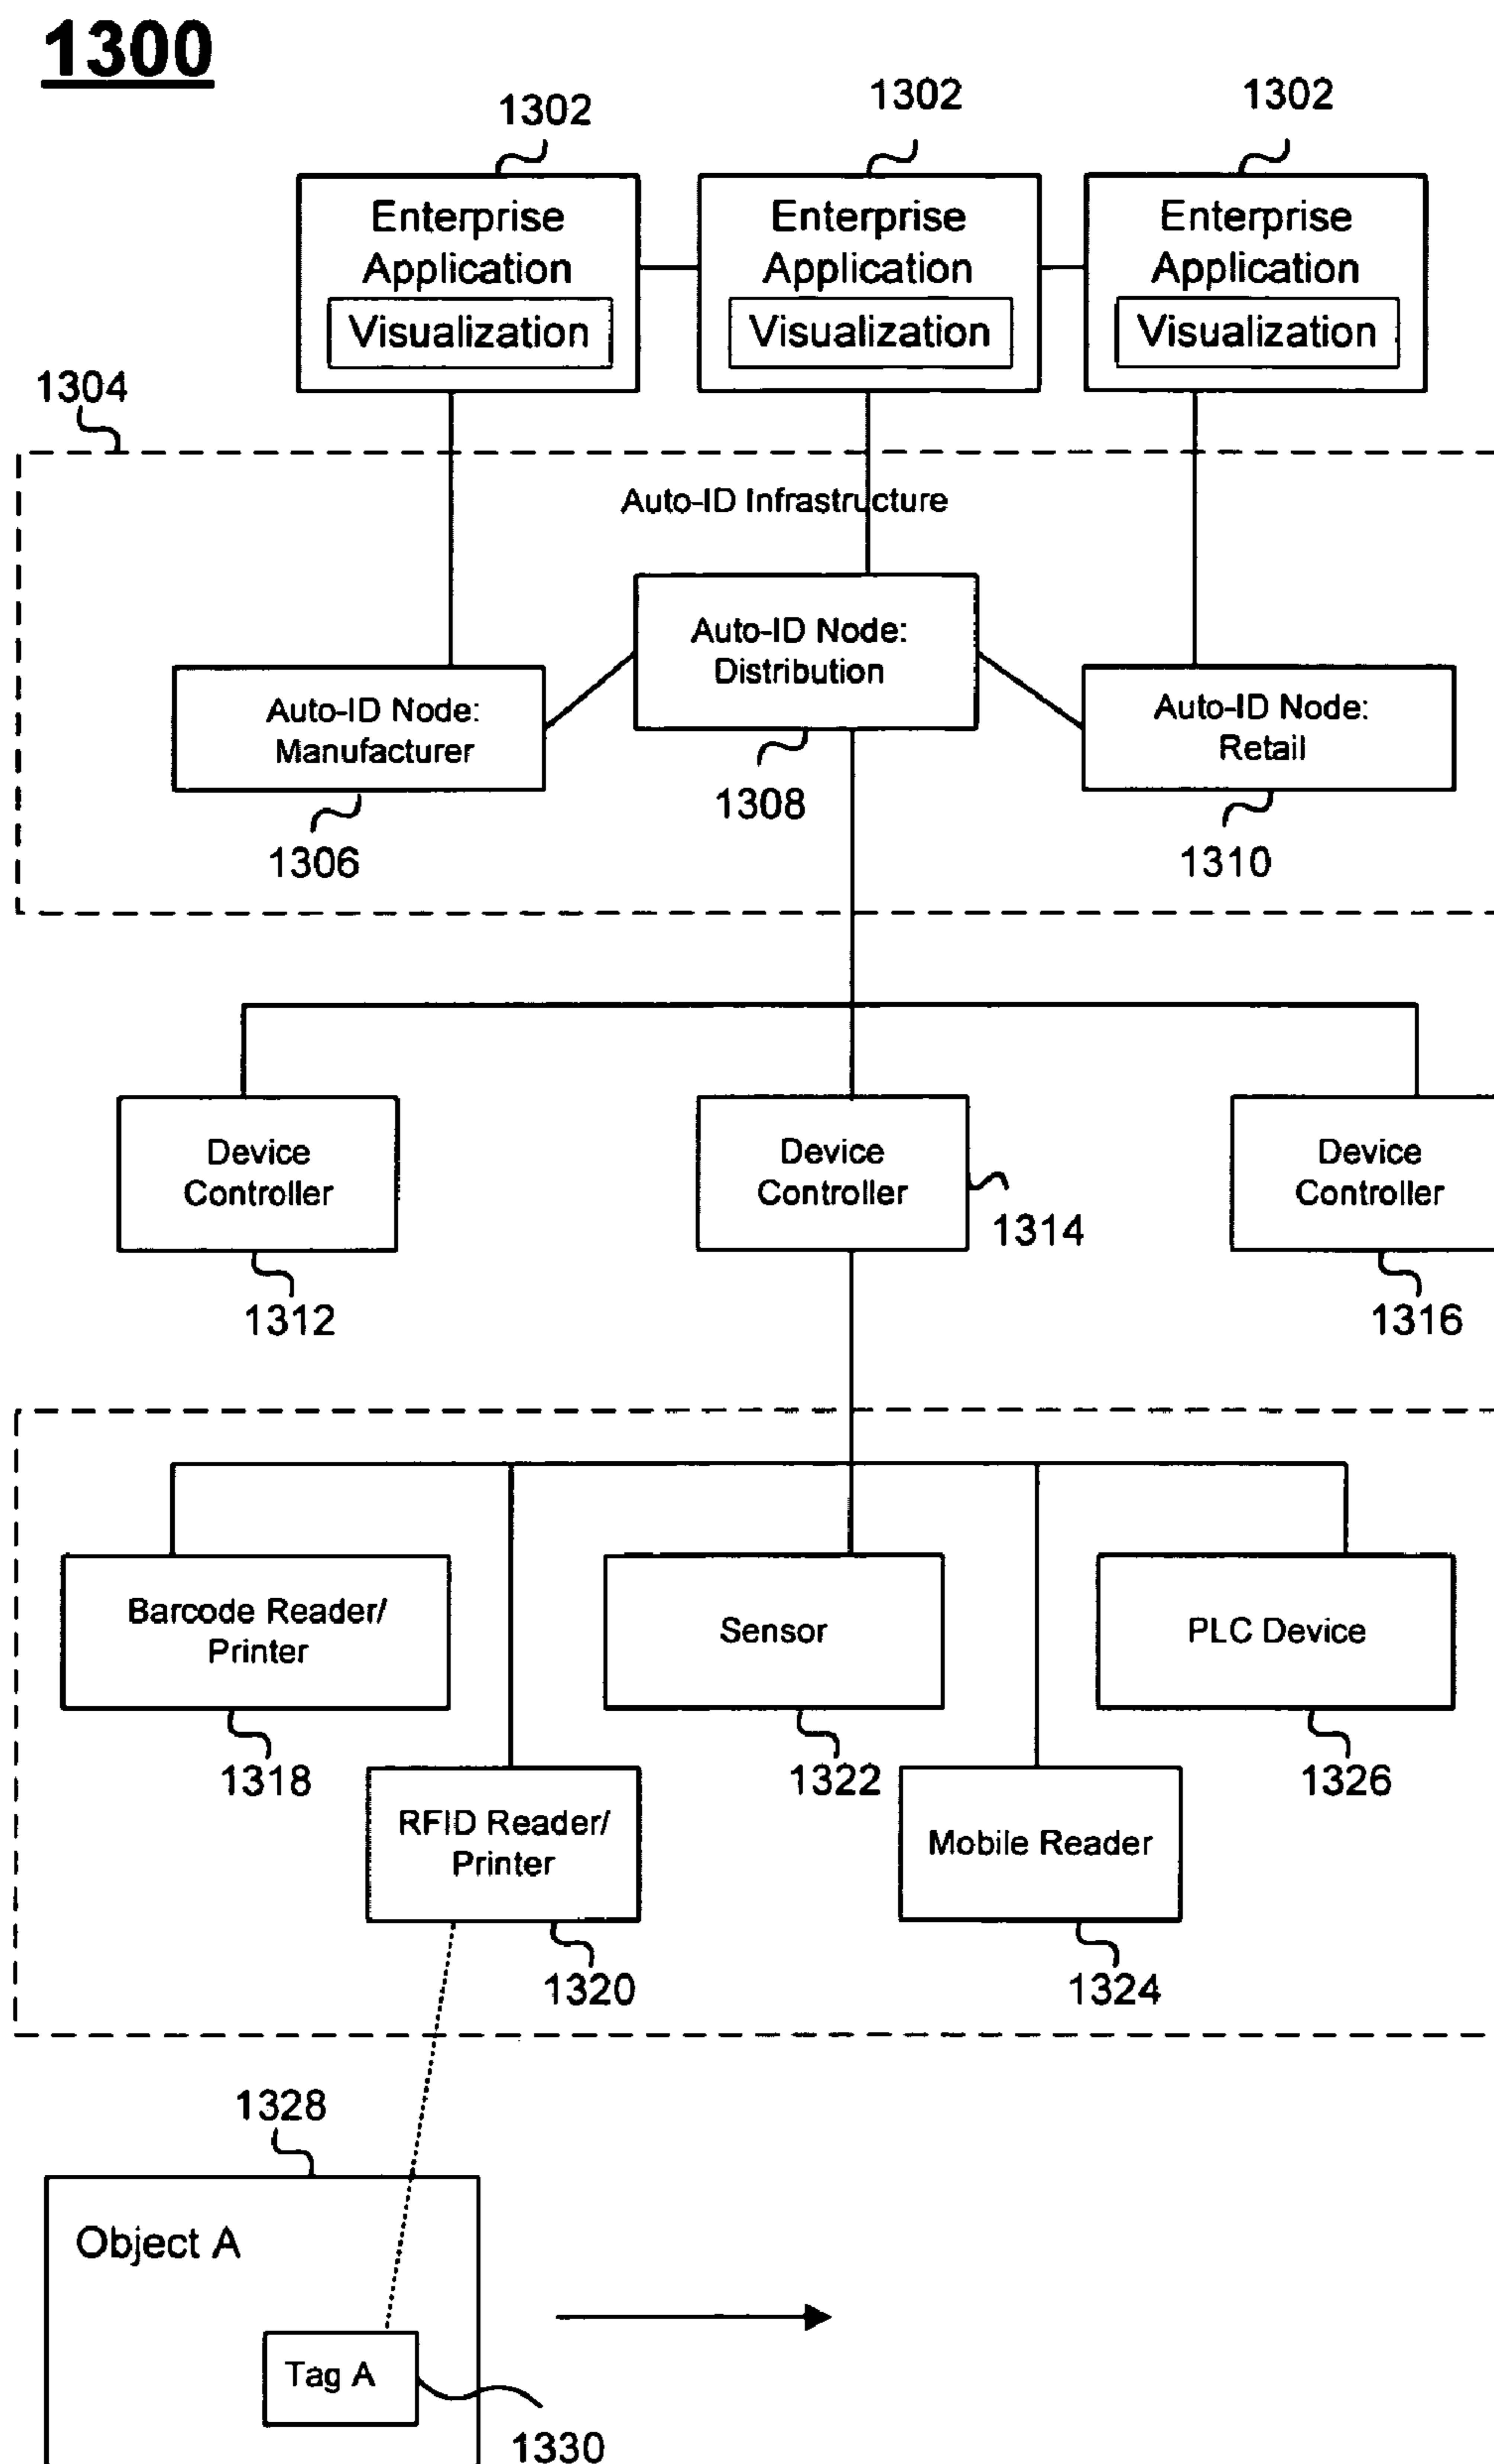 1300
1302
1302
1302
Enterprise
Application
Visualization
Enterprise
Application
Visualization
Enterprise
Application
Visualization
1304
Auto-ID Infrastructure
Auto-ID Node:
Distribution
Auto-ID Node:
Manufacturer
Auto-ID Node:
Retail
1308
1306
1310
Device
Controller
Device
Controller
Device
Controller
1314
1312
1316
Barcode Reader/
Printer
Sensor
PLC Device
1318
1322
1326
RFID Reader/
Printer
Mobile Reader
1320
1324
1328
Object A
Tag A
1330